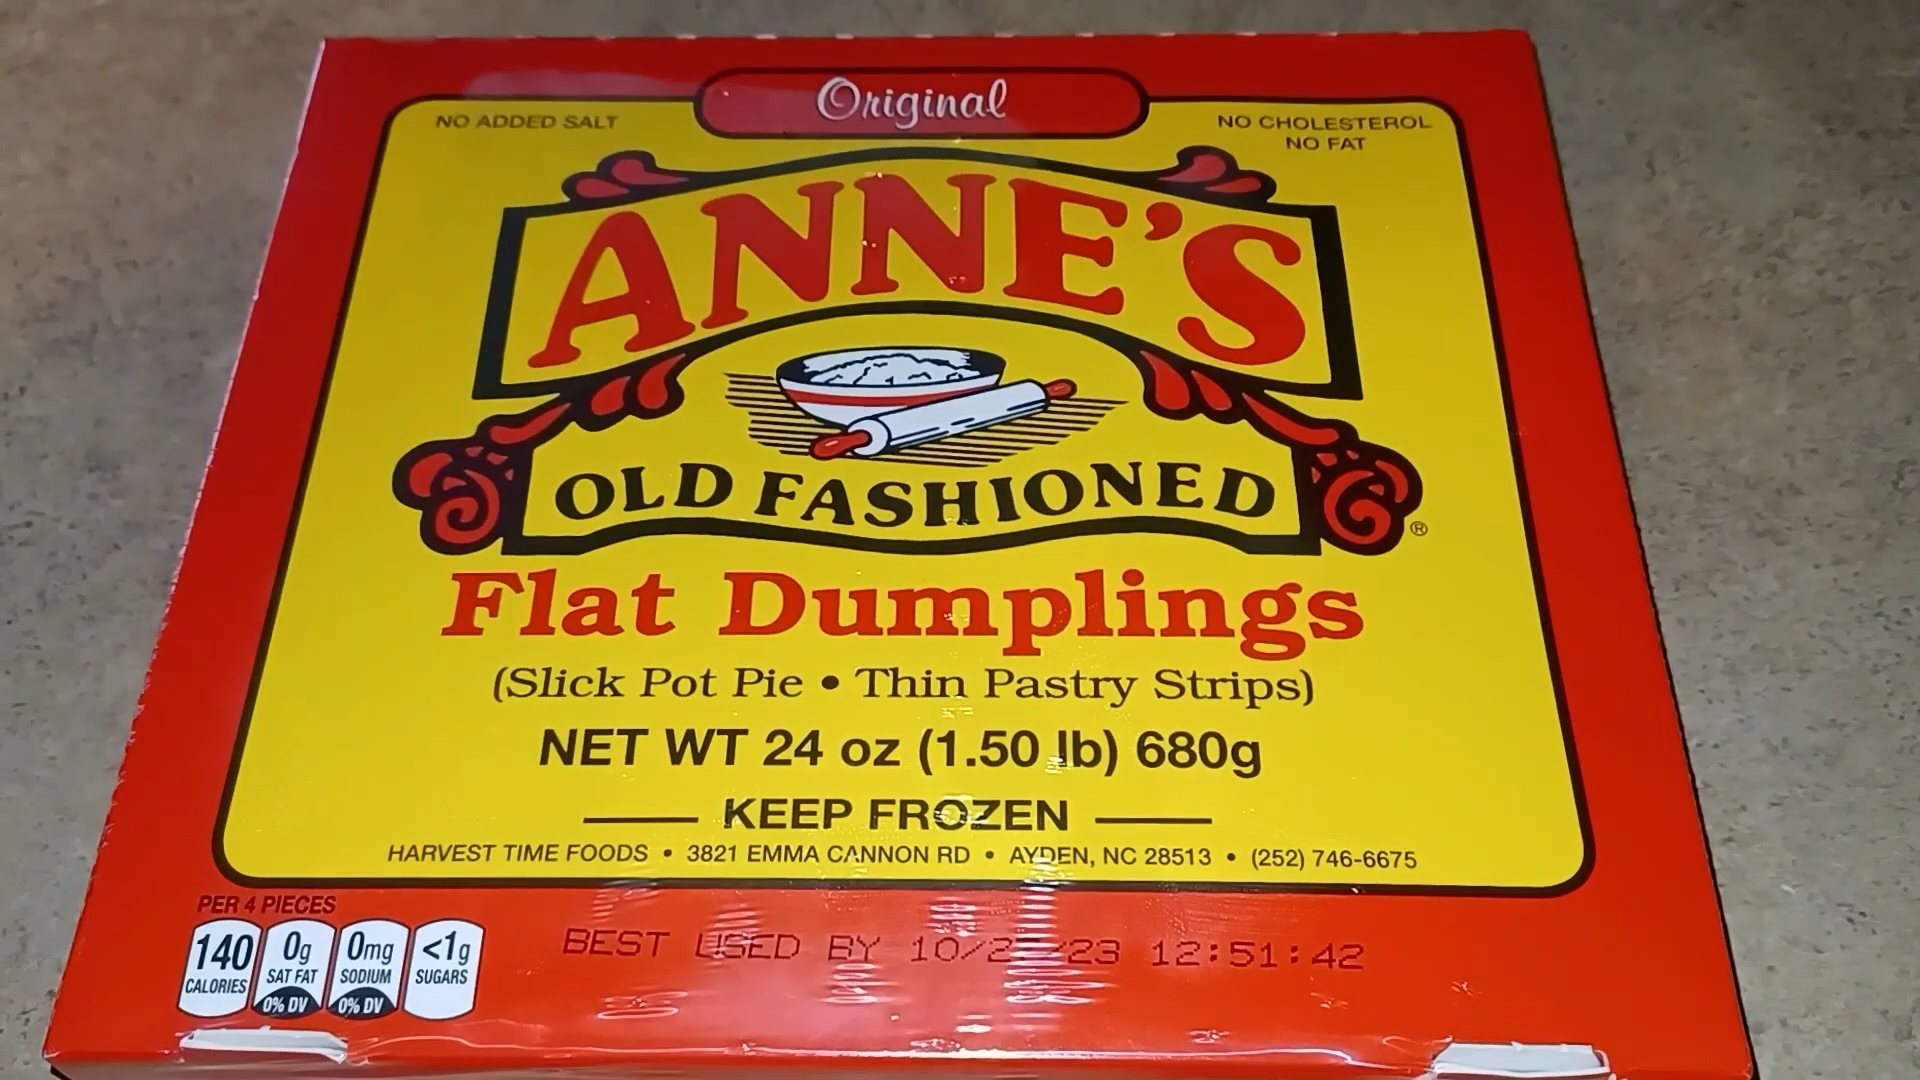 Original
NO ADDED SALT
NO CHOLESTEROL
NO FAT
ANNE'S
OLD FASHIONED
®
Flat Dumplings
(Slick Pot Pie • Thin Pastry Strips)
NET WT 24 oz (1.50 lb) 680g
KEEP FROZEN
HARVEST TIME FOODS • 3821 EMMA CANNON RD • AYDEN, NC 28513 • (252) 746-6675
PER 4 PIECES
140 CALORIES
0g SAT FAT 0% DV
0mg SODIUM 0% DV
<1g SUGARS
BEST USED BY 12:51:42